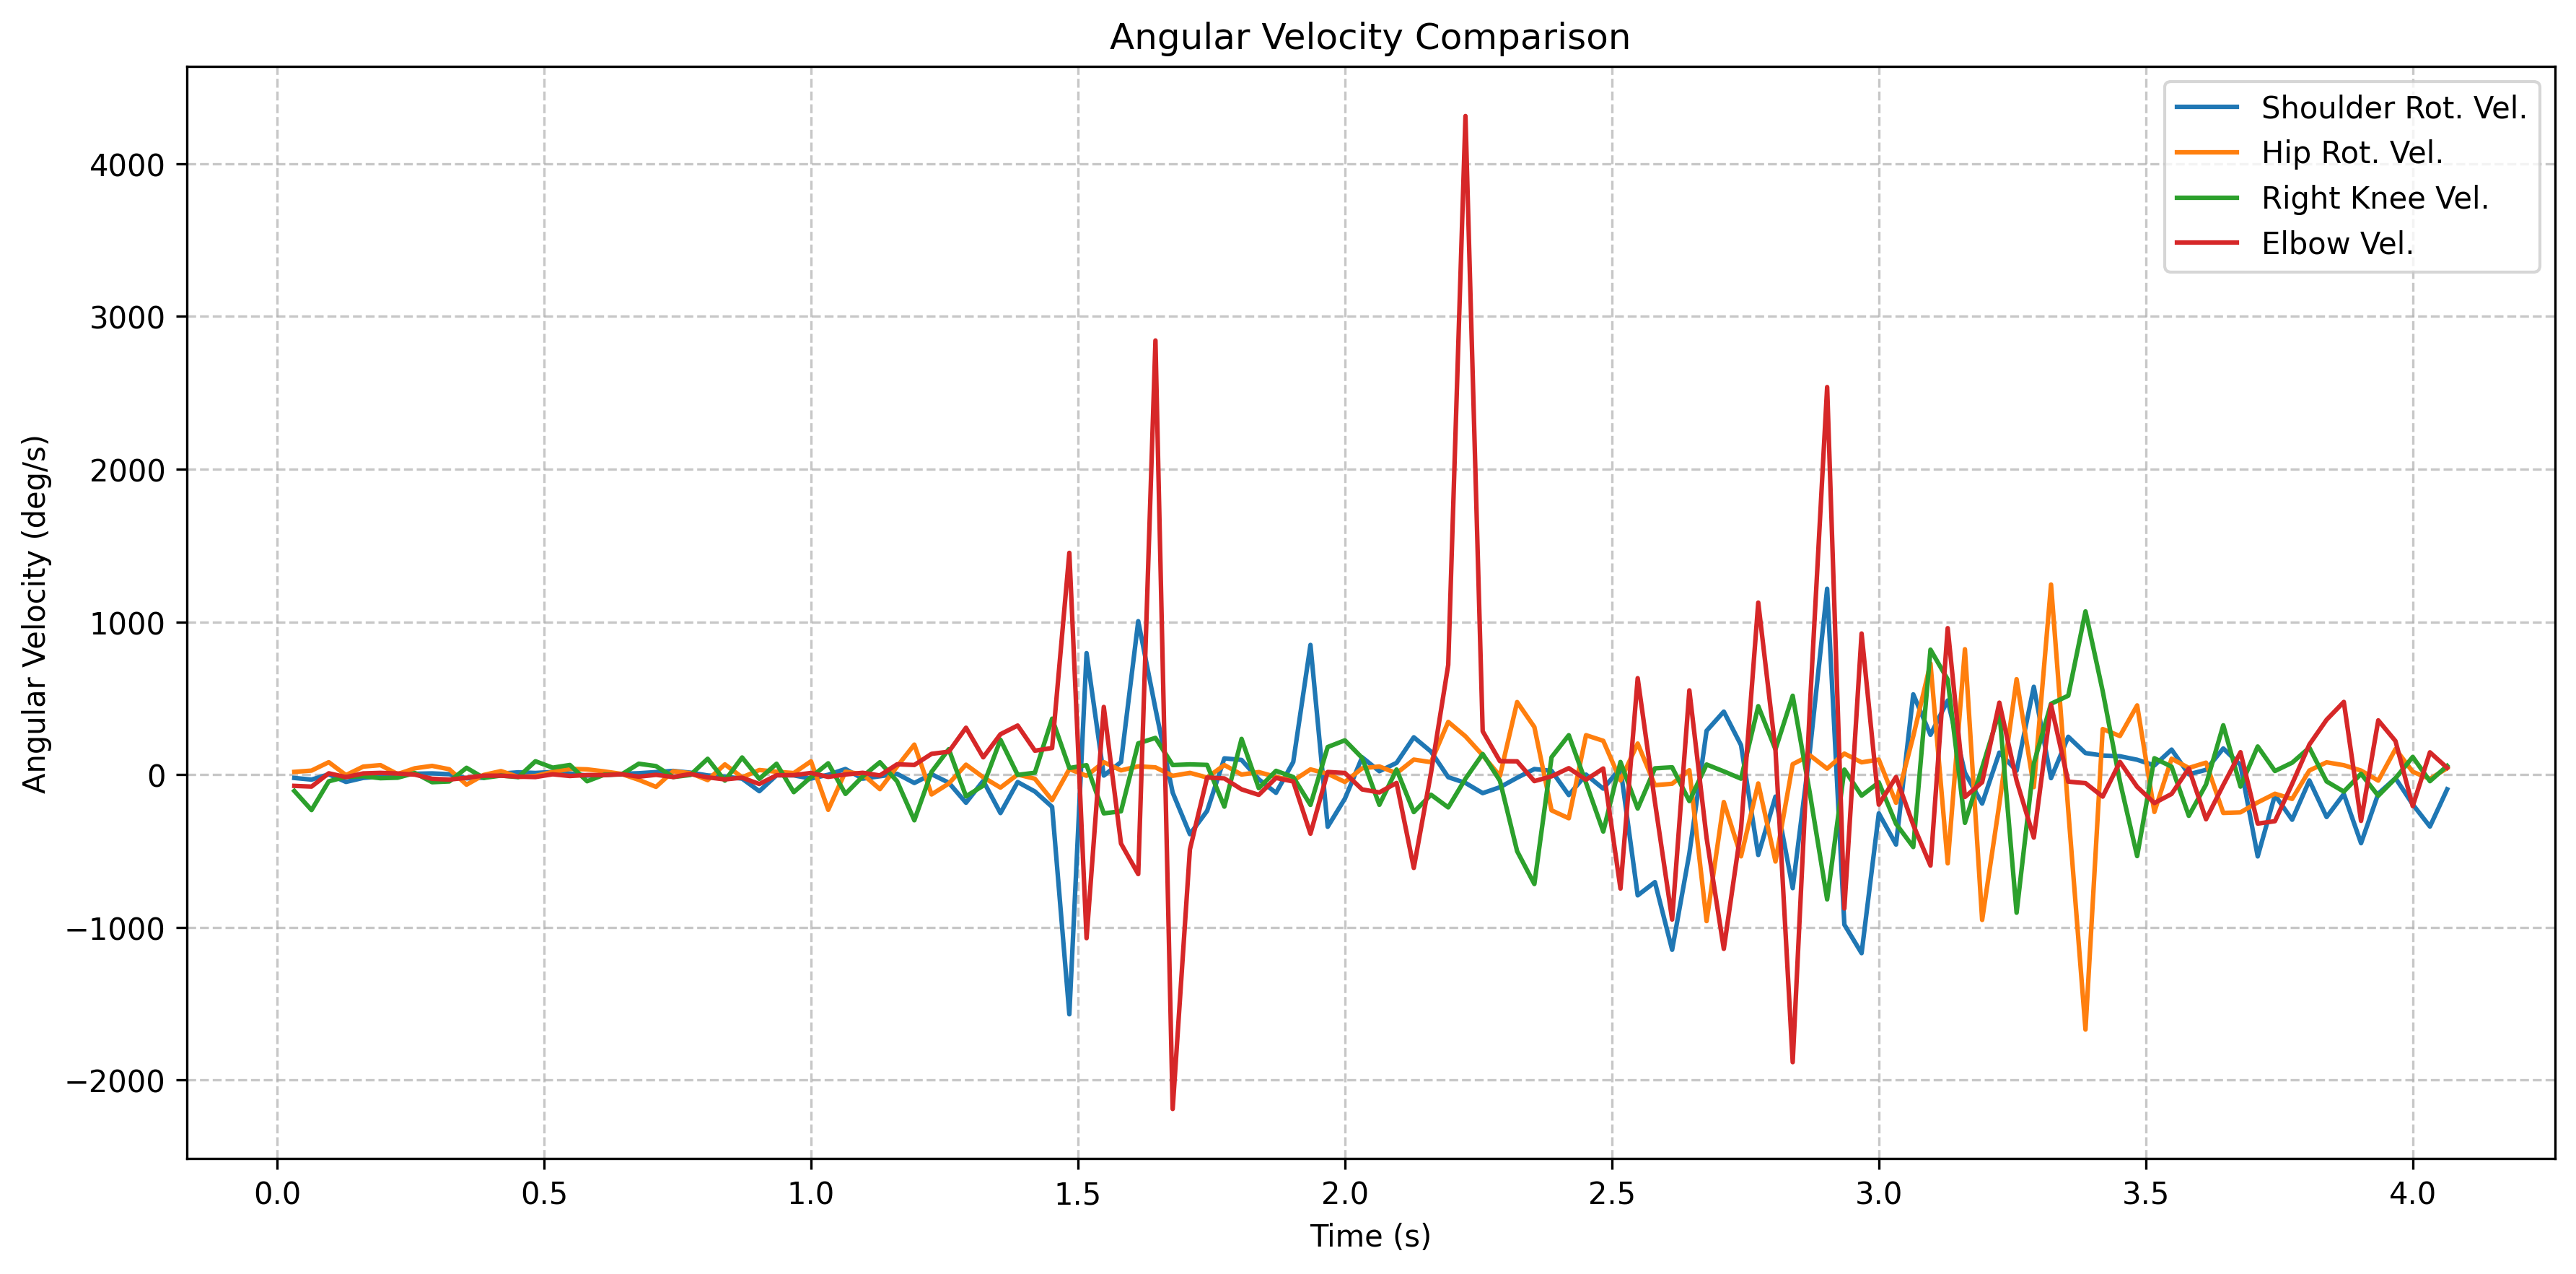 Angular Velocity Comparison
Shoulder Rot. Vel.
Hip Rot. Vel.
Right Knee Vel.
Elbow Vel.
Angular Velocity (deg/s)
4000
3000
2000
1000
0
−1000
−2000
0.0 0.5 1.0 1.5 2.0 2.5 3.0 3.5 4.0
Time (s)